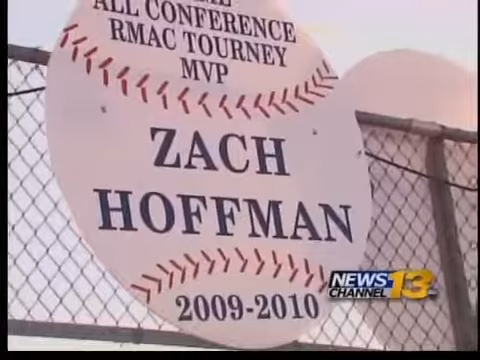 ALL CONFERENCE
RMAC TOURNEY
MVP
ZACH
HOFFMAN
2009-2010
NEWS 13
CHANNEL